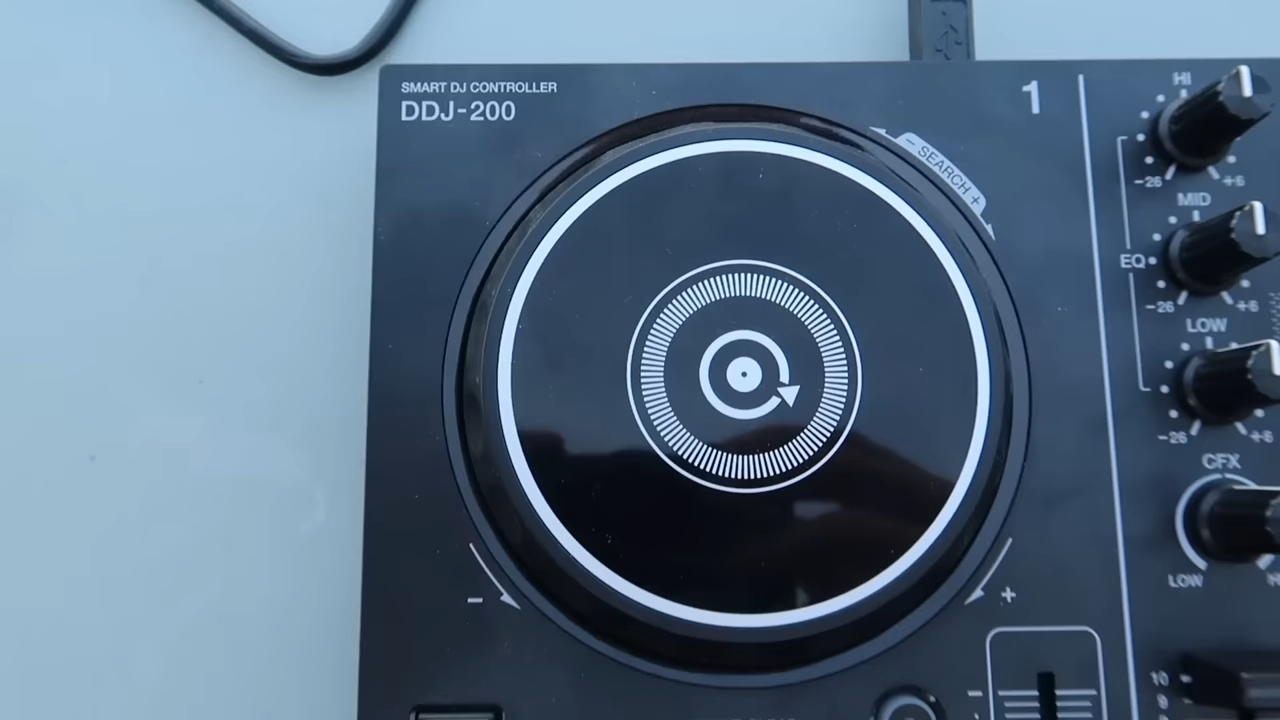 SMART DJ CONTROLLER
DDJ-200
1
− SEARCH +
HI
−26 +6
MID
EQ
−26 +6
LOW
−26 +6
CFX
LOW
− +
10
9